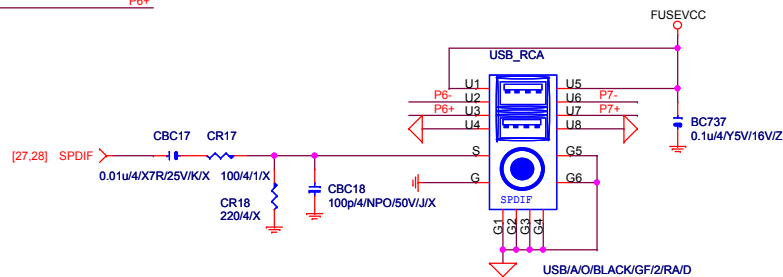 P6+
FUSEVCC
USB_RCA
U1 U5
P6- U2 U6 P7-
P6+ U3 U7 P7+
U4 U8
BC737
0.1u/4/Y5V/16V/Z
CBC17 CR17
[27,28] SPDIF S G5
0.01u/4/X7R/25V/K/X 100/4/1/X
G G6
CR18
220/4/X
CBC18
100p/4/NPO/50V/J/X
SPDIF
G1 G2 G3 G4
USB/A/O/BLACK/GF/2/RA/D